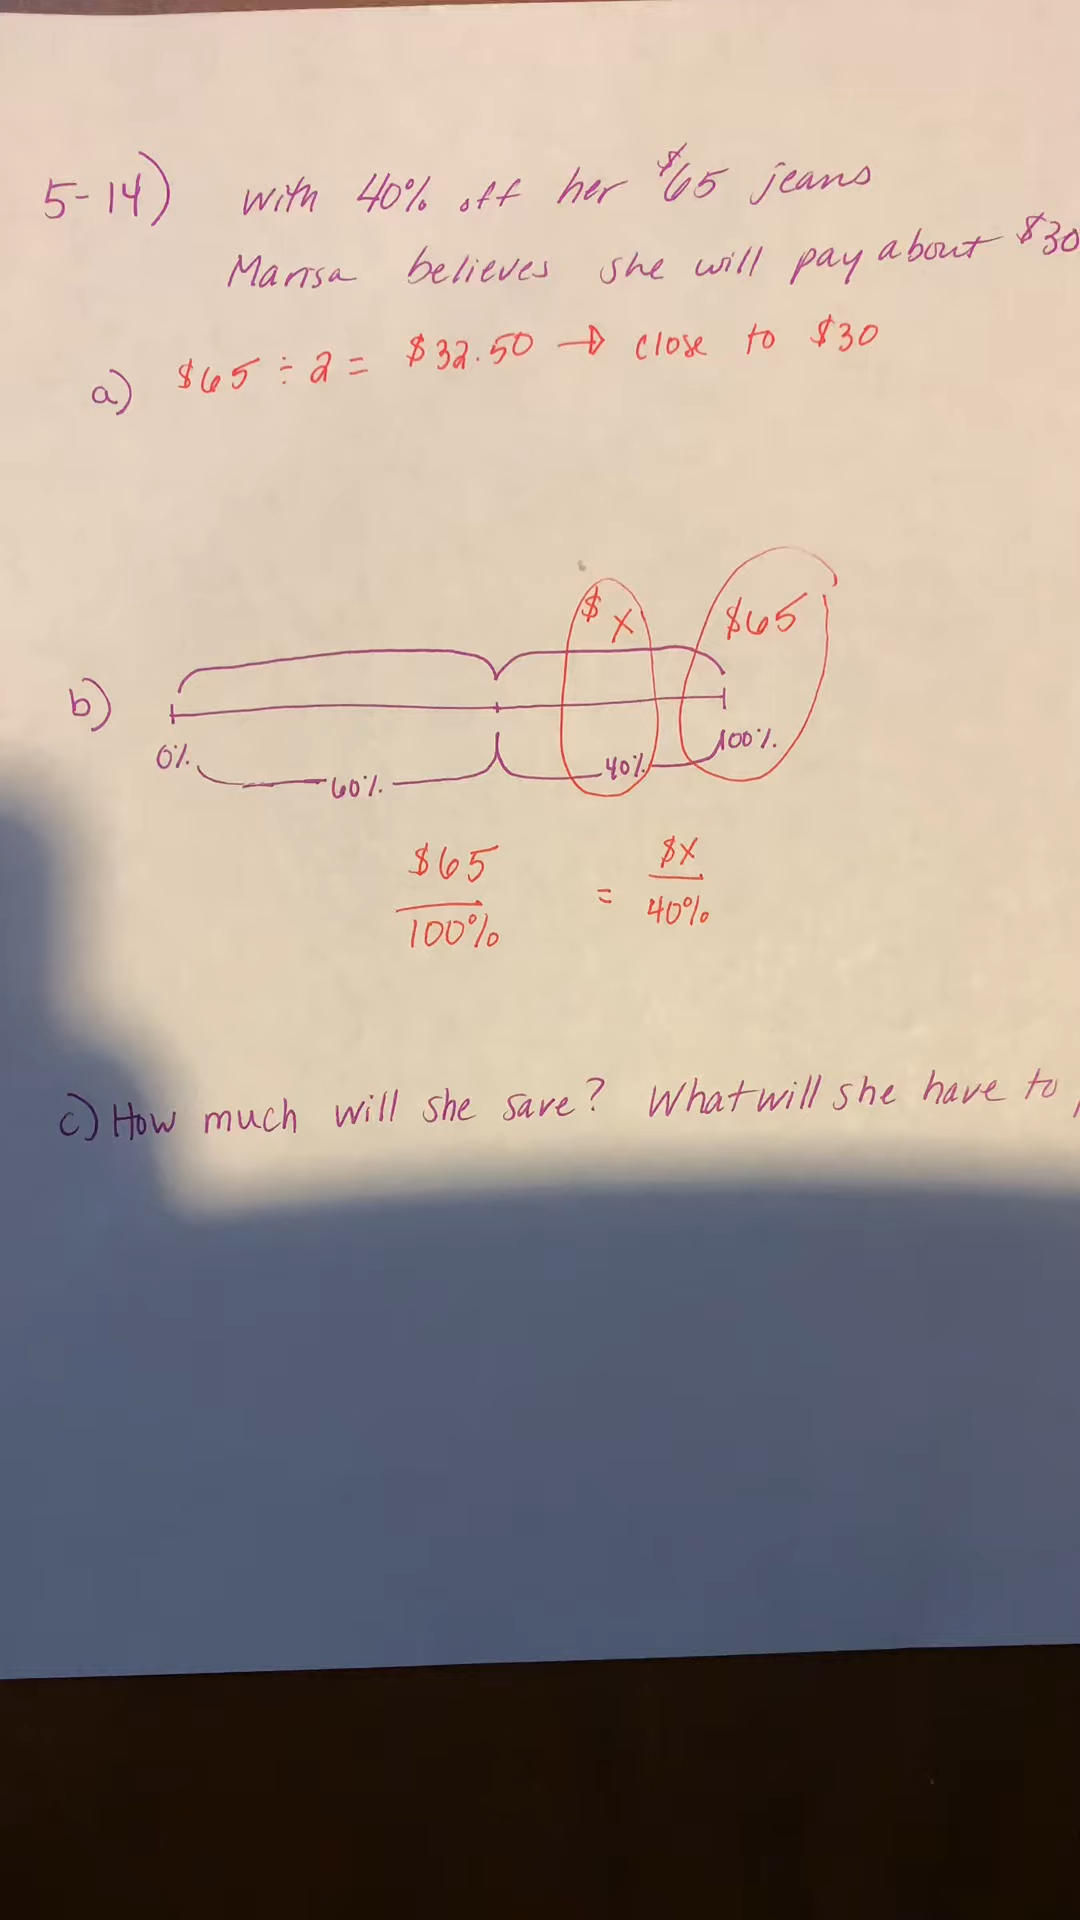 5-14) With 40% off her $65 jeans
Marisa believes she will pay about $30
a) $65 ÷ 2 = $32.50 → close to $30
$x $65
b)
0% 60% 40% 100%
$65 = $x
100% 40%
c) How much will she save? What will she have to